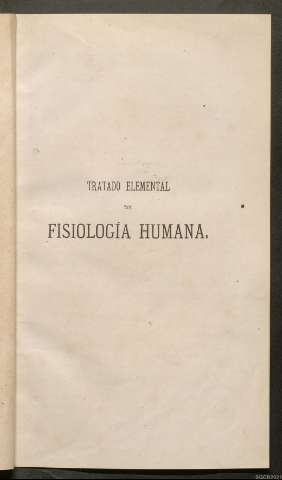 TRATADO ELEMENTAL
DE
FISIOLOGÍA HUMANA.